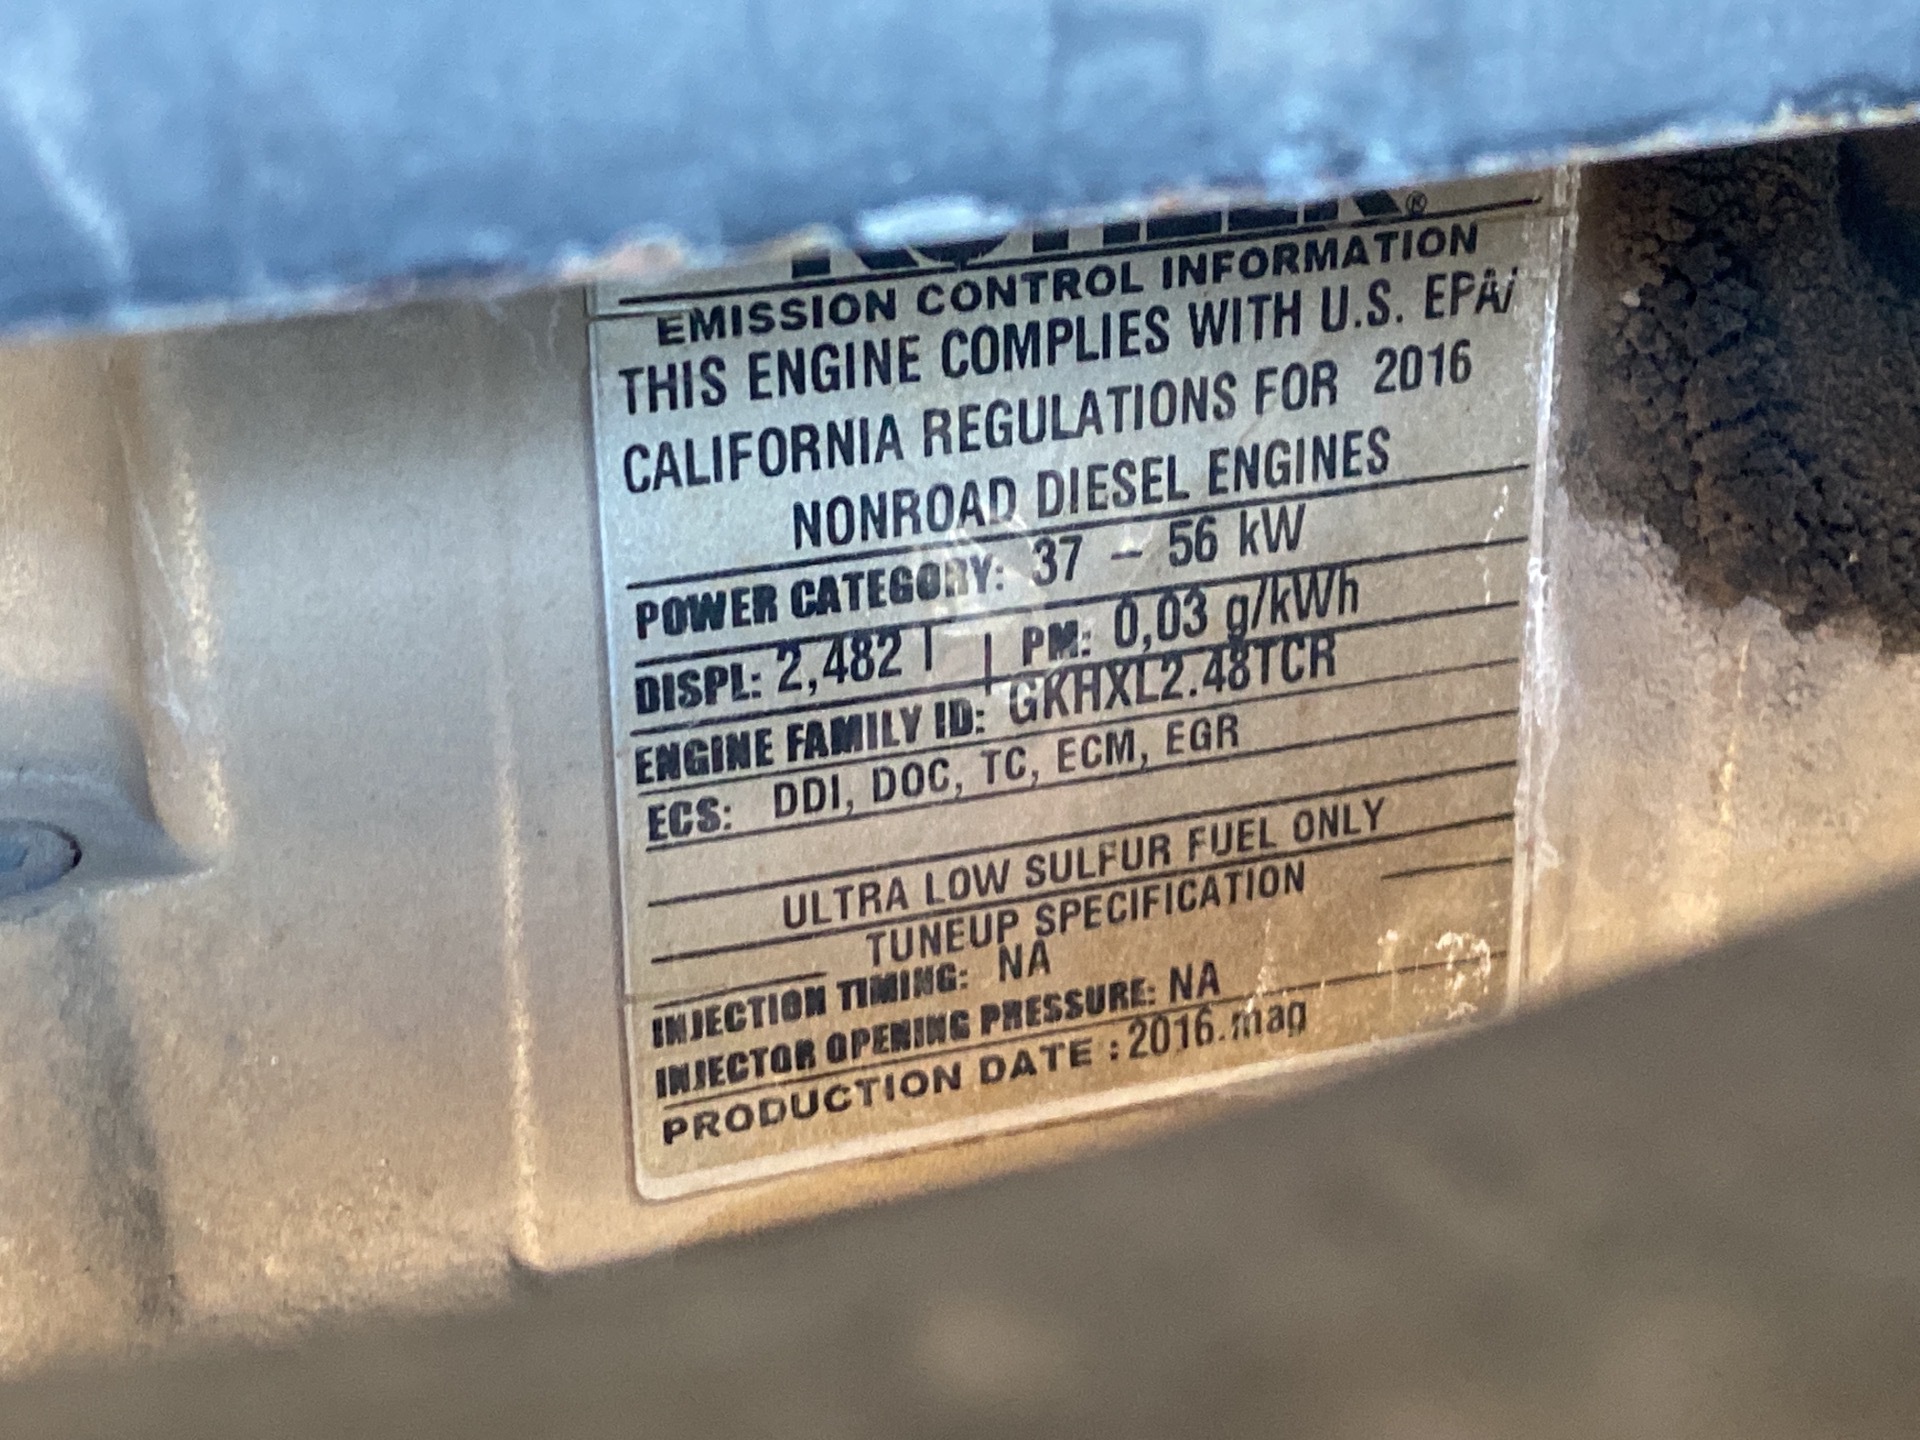 KOHLER®
EMISSION CONTROL INFORMATION
THIS ENGINE COMPLIES WITH U.S. EPA/
CALIFORNIA REGULATIONS FOR 2016
NONROAD DIESEL ENGINES
POWER CATEGORY: 37 – 56 kW
DISPL: 2,482 l | PM: 0,03 g/kWh
ENGINE FAMILY ID: GKHXL2.48TCR
ECS: DDI, DOC, TC, ECM, EGR
ULTRA LOW SULFUR FUEL ONLY
TUNEUP SPECIFICATION
INJECTION TIMING: NA
INJECTOR OPENING PRESSURE: NA
PRODUCTION DATE : 2016.mag